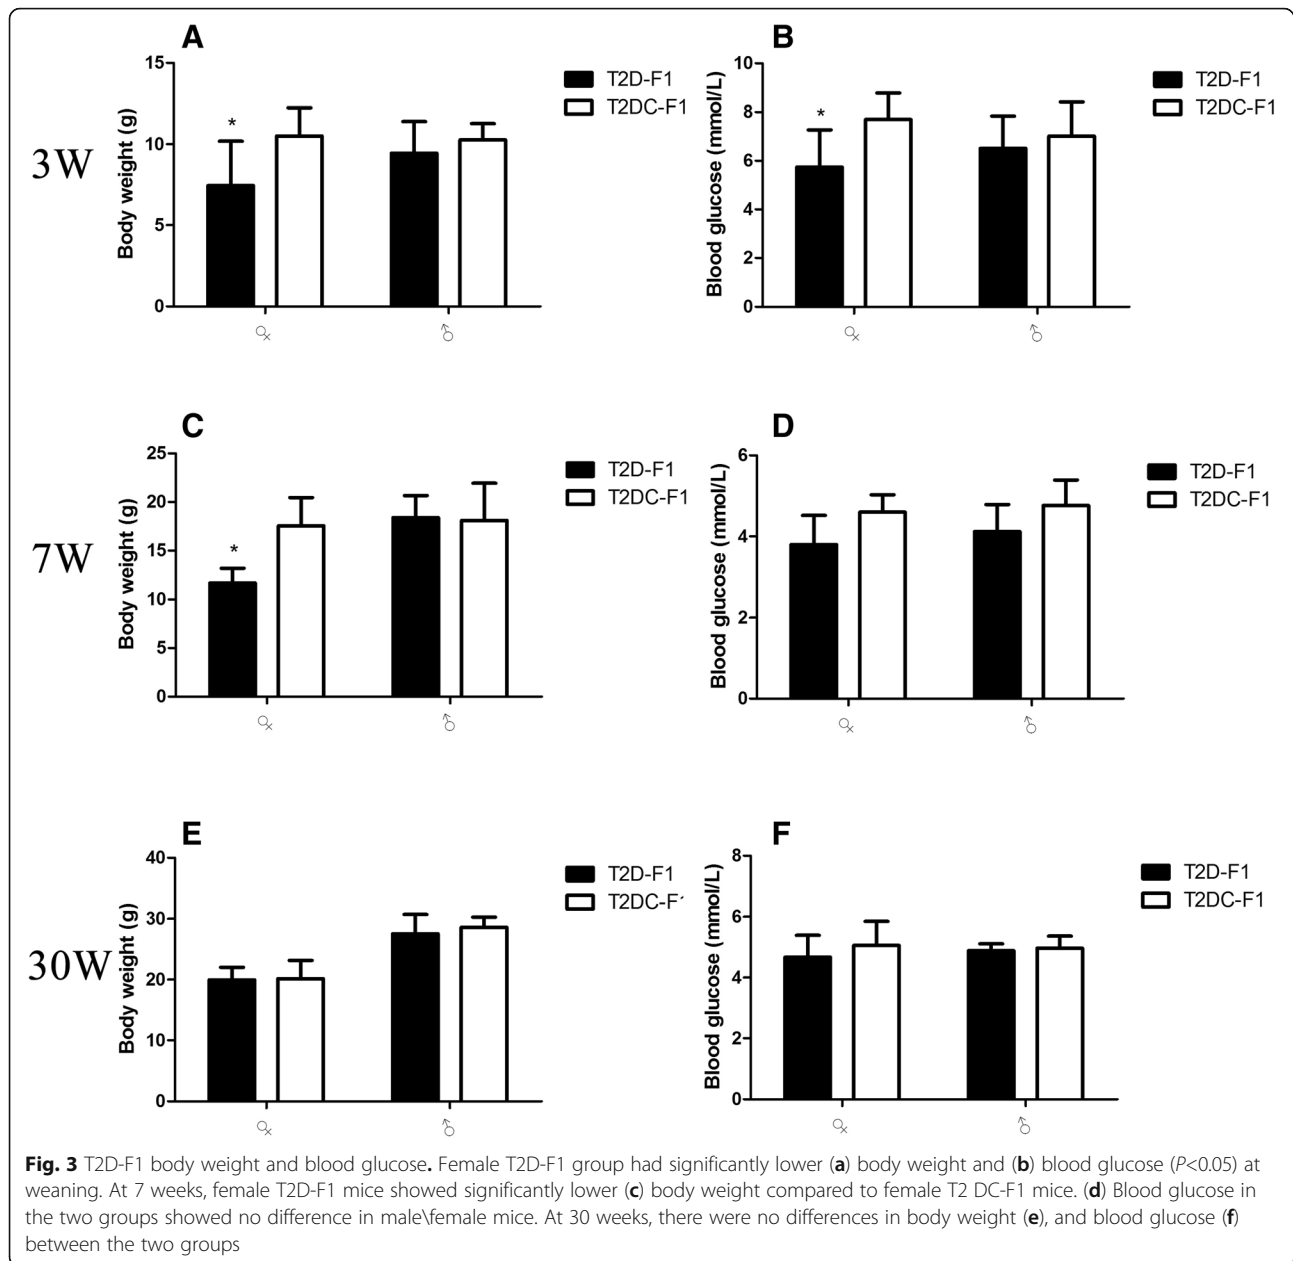 A
15
10
5
0
Body weight (g)
*
T2D-F1
T2DC-F1
♀
♂
3W
B
10
8
6
4
2
0
Blood glucose (mmol/L)
*
T2D-F1
T2DC-F1
♀
♂
C
25
20
15
10
5
0
Body weight (g)
*
T2D-F1
T2DC-F1
♀
♂
7W
D
6
4
2
0
Blood glucose (mmol/L)
T2D-F1
T2DC-F1
♀
♂
E
40
30
20
10
0
Body weight (g)
T2D-F1
T2DC-F
♀
♂
30W
F
8
6
4
2
0
Blood glucose (mmol/L)
T2D-F1
T2DC-F1
♀
♂
Fig. 3 T2D-F1 body weight and blood glucose. Female T2D-F1 group had significantly lower (a) body weight and (b) blood glucose (P<0.05) at
weaning. At 7 weeks, female T2D-F1 mice showed significantly lower (c) body weight compared to female T2 DC-F1 mice. (d) Blood glucose in
the two groups showed no difference in male\female mice. At 30 weeks, there were no differences in body weight (e), and blood glucose (f)
between the two groups